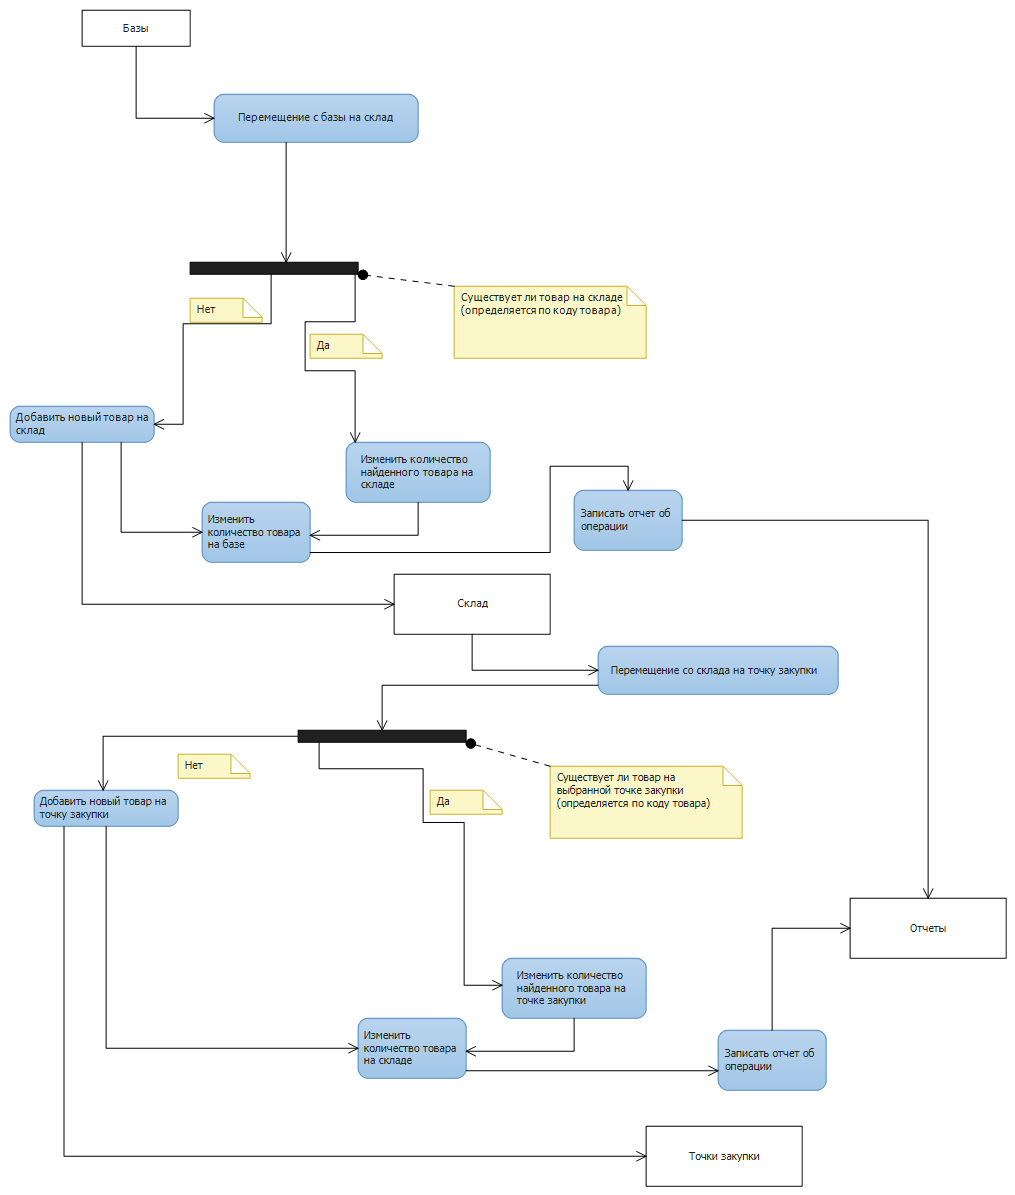 Базы
Перемещение с базы на склад
Существует ли товар на складе
(определяется по коду товара)
Нет
Да
Добавить новый товар на
склад
Изменить количество
найденного товара на
складе
Изменить
количество товара
на базе
Записать отчет об
операции
Склад
Перемещение со склада на точку закупки
Нет
Существует ли товар на
выбранной точке закупки
(определяется по коду товара)
Да
Добавить новый товар на
точку закупки
Отчеты
Изменить количество
найденного товара на
точке закупки
Изменить
количество товара
на складе
Записать отчет об
операции
Точки закупки